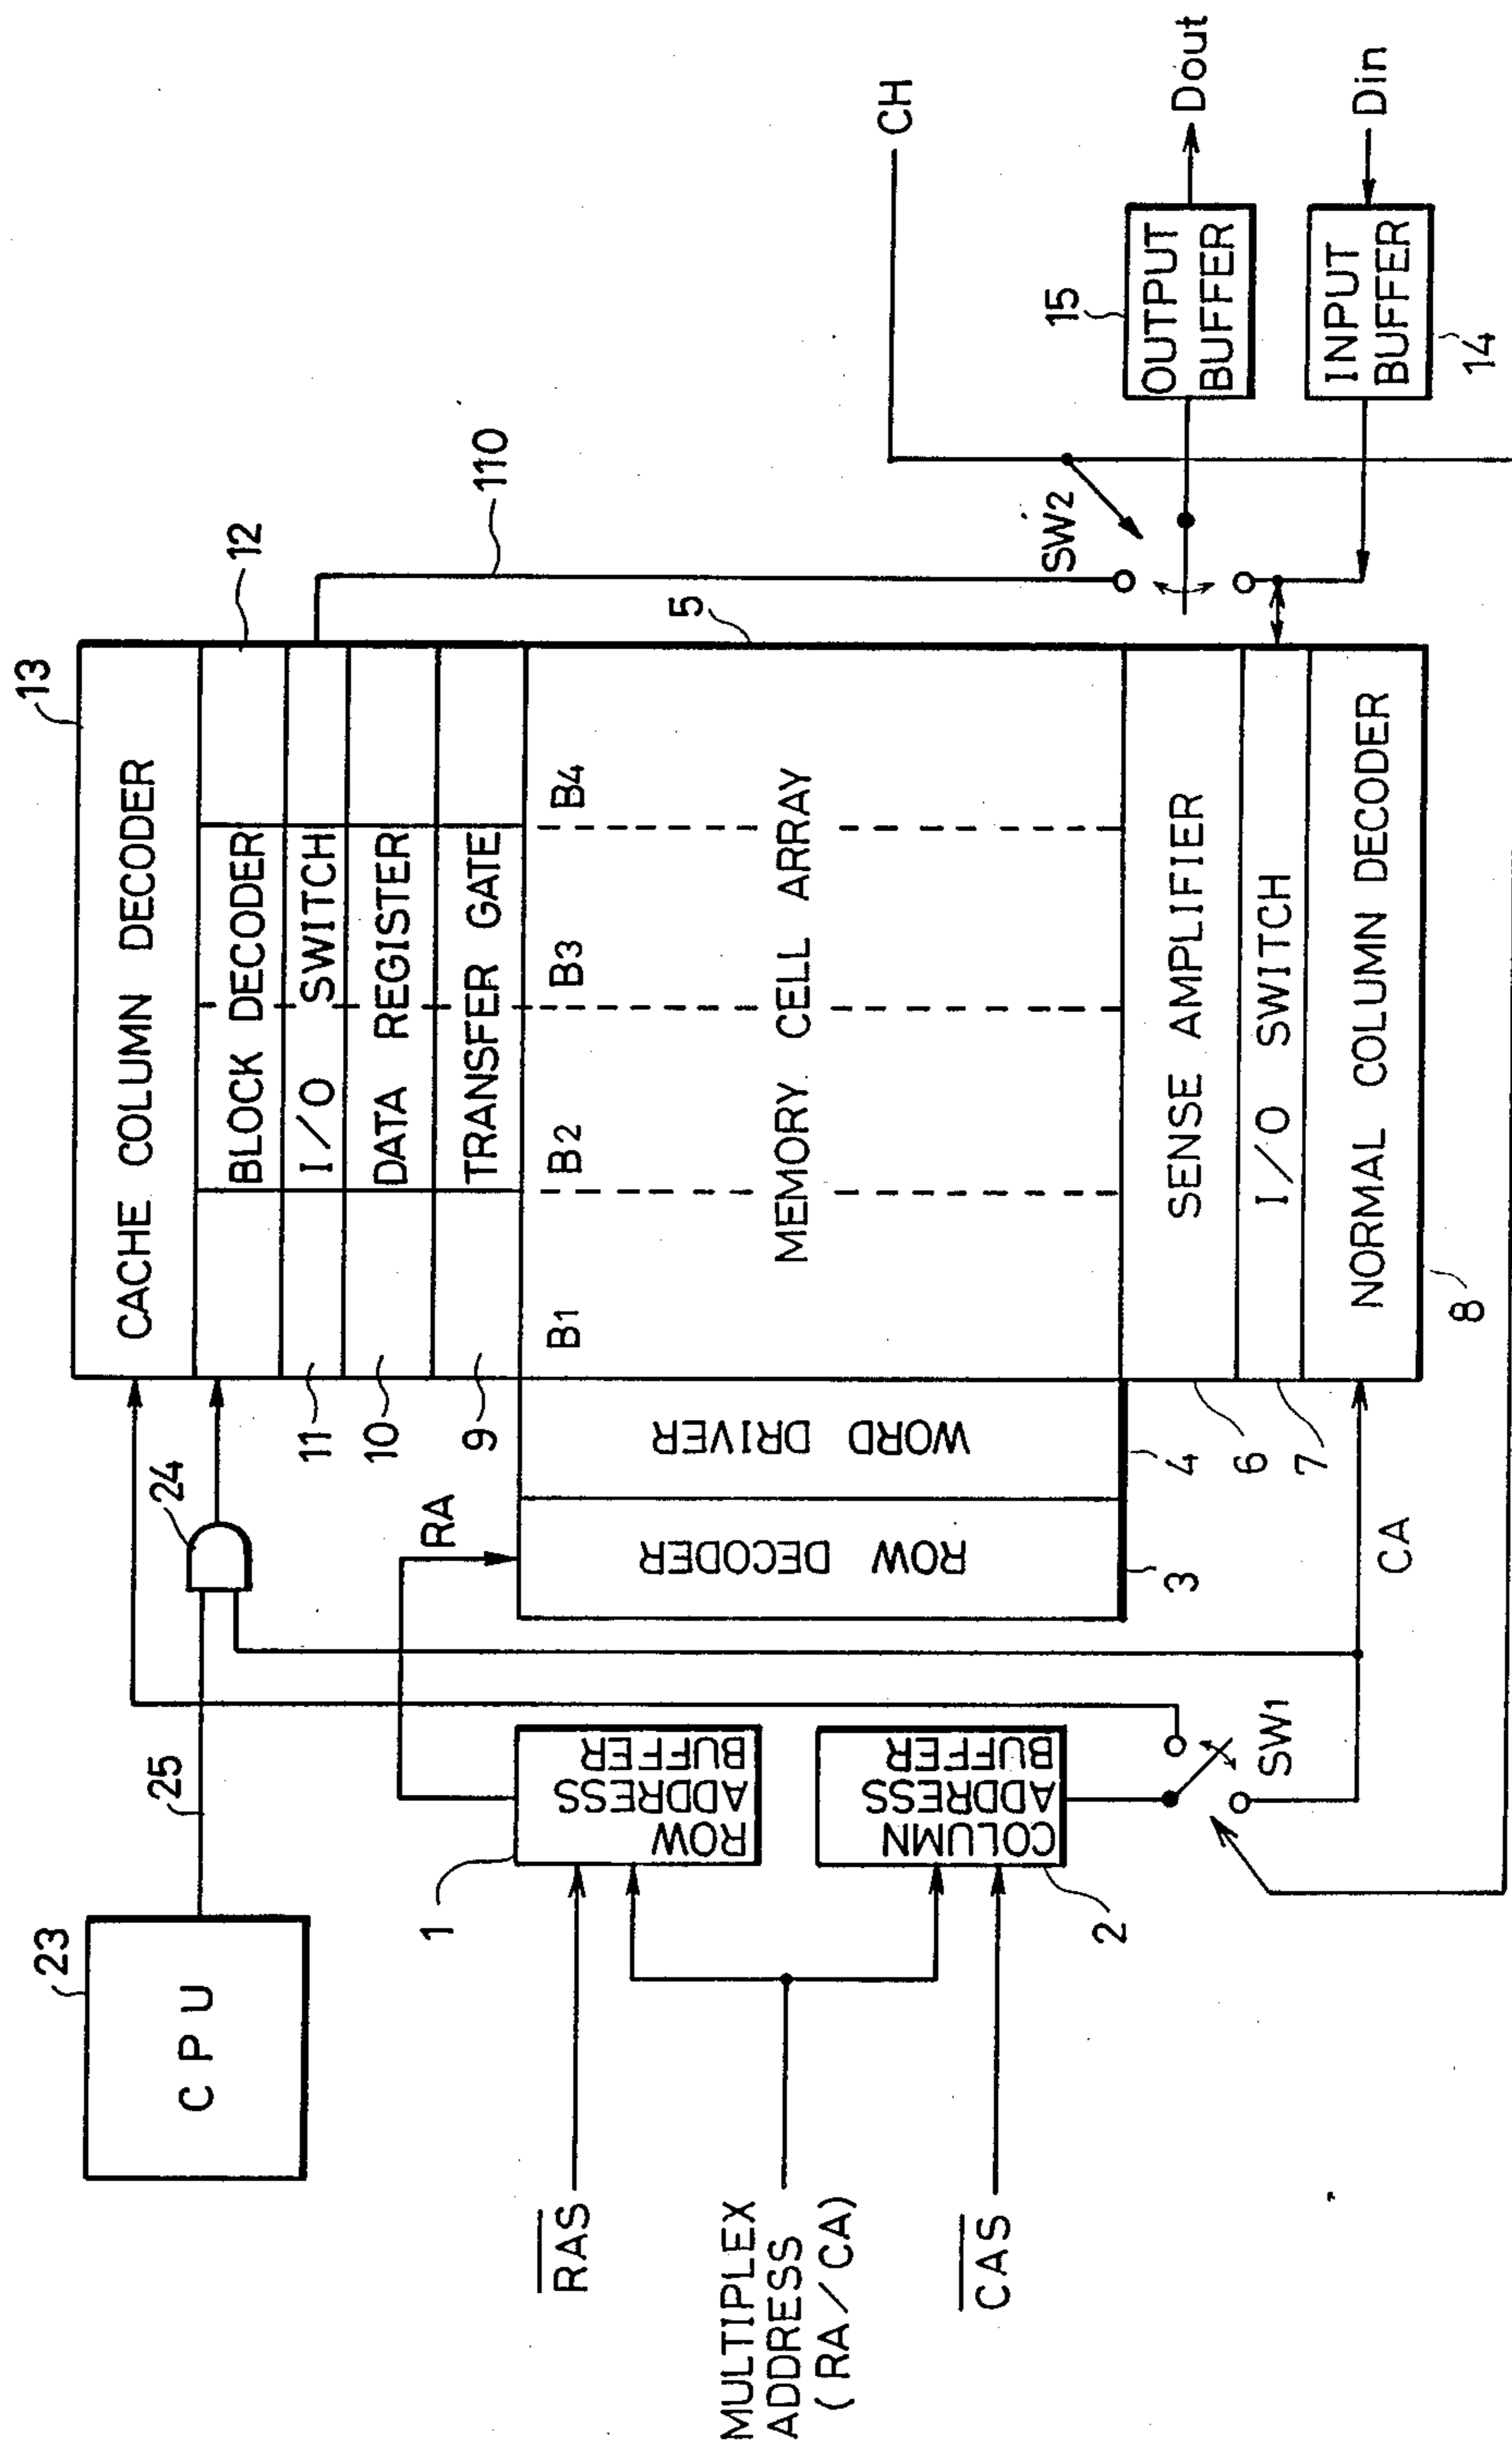 23
CPU
25
24
13
CACHE COLUMN DECODER
12
BLOCK DECODER
11
I/O SWITCH
10
DATA REGISTER
9
TRANSFER GATE
110
RA
B1
B2
B3
B4
5
MEMORY CELL ARRAY
WORD DRIVER
4
ROW DECODER
3
SENSE AMPLIFIER
6
I/O SWITCH
7
NORMAL COLUMN DECODER
8
CA
1
ROW
ADDRESS
BUFFER
COLUMN
ADDRESS
BUFFER
2
SW1
RAS
MULTIPLEX
ADDRESS
(RA/CA)
CAS
SW2
CH
15
OUTPUT
BUFFER
Dout
INPUT
BUFFER
14
Din